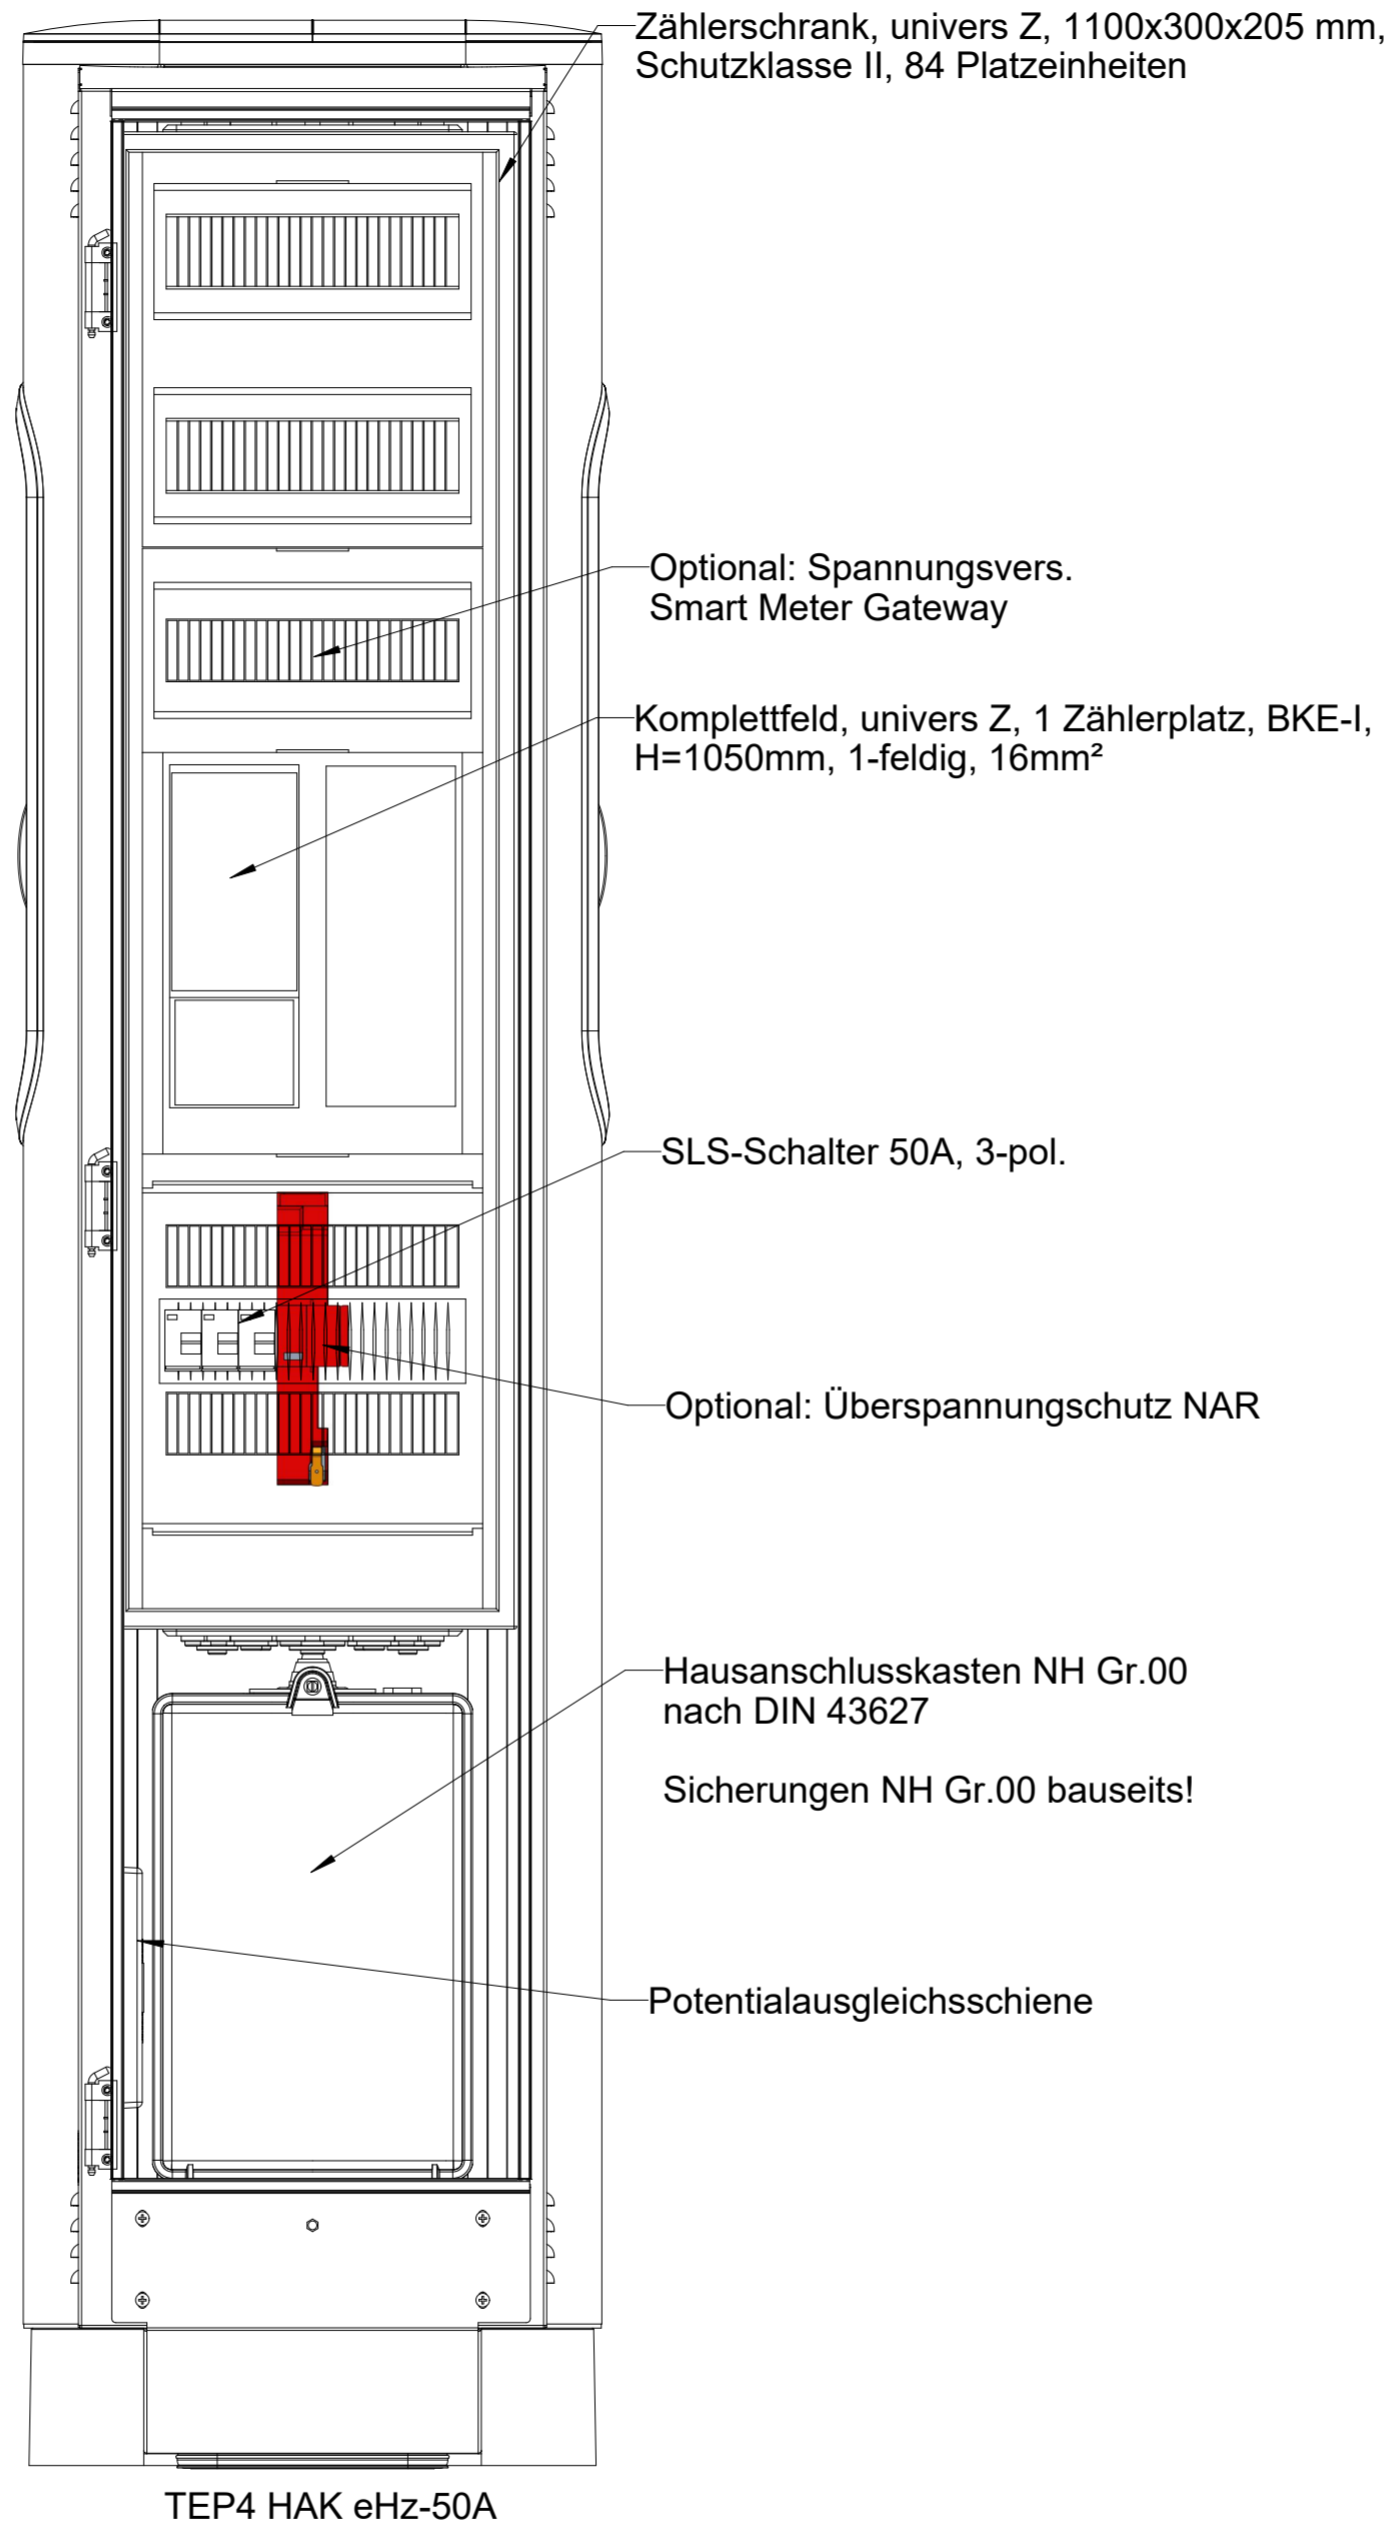 Zählerschrank, univers Z, 1100x300x205 mm,
Schutzklasse II, 84 Platzeinheiten
Optional: Spannungsvers.
Smart Meter Gateway
Komplettfeld, univers Z, 1 Zählerplatz, BKE-I,
H=1050mm, 1-feldig, 16mm²
SLS-Schalter 50A, 3-pol.
Optional: Überspannungschutz NAR
Hausanschlusskasten NH Gr.00
nach DIN 43627
Sicherungen NH Gr.00 bauseits!
Potentialausgleichsschiene
TEP4 HAK eHz-50A